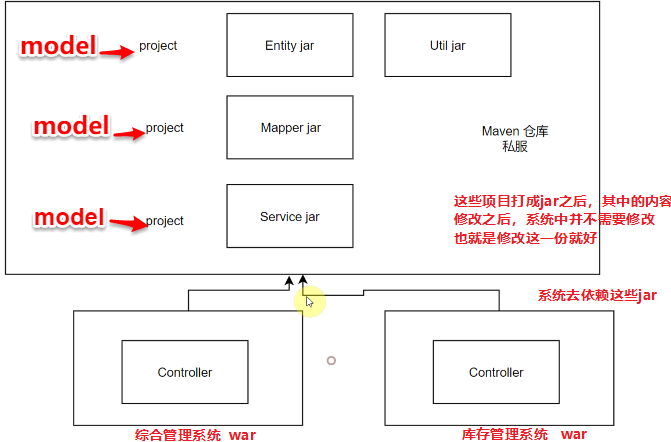 model
project
Entity jar
Util jar
model
project
Mapper jar
Maven 仓库
私服
model
project
Service jar
这些项目打成jar之后，其中的内容
修改之后，系统中并不需要修改
也就是修改这一份就好
系统去依赖这些jar
Controller
Controller
综合管理系统 war
库存管理系统 war